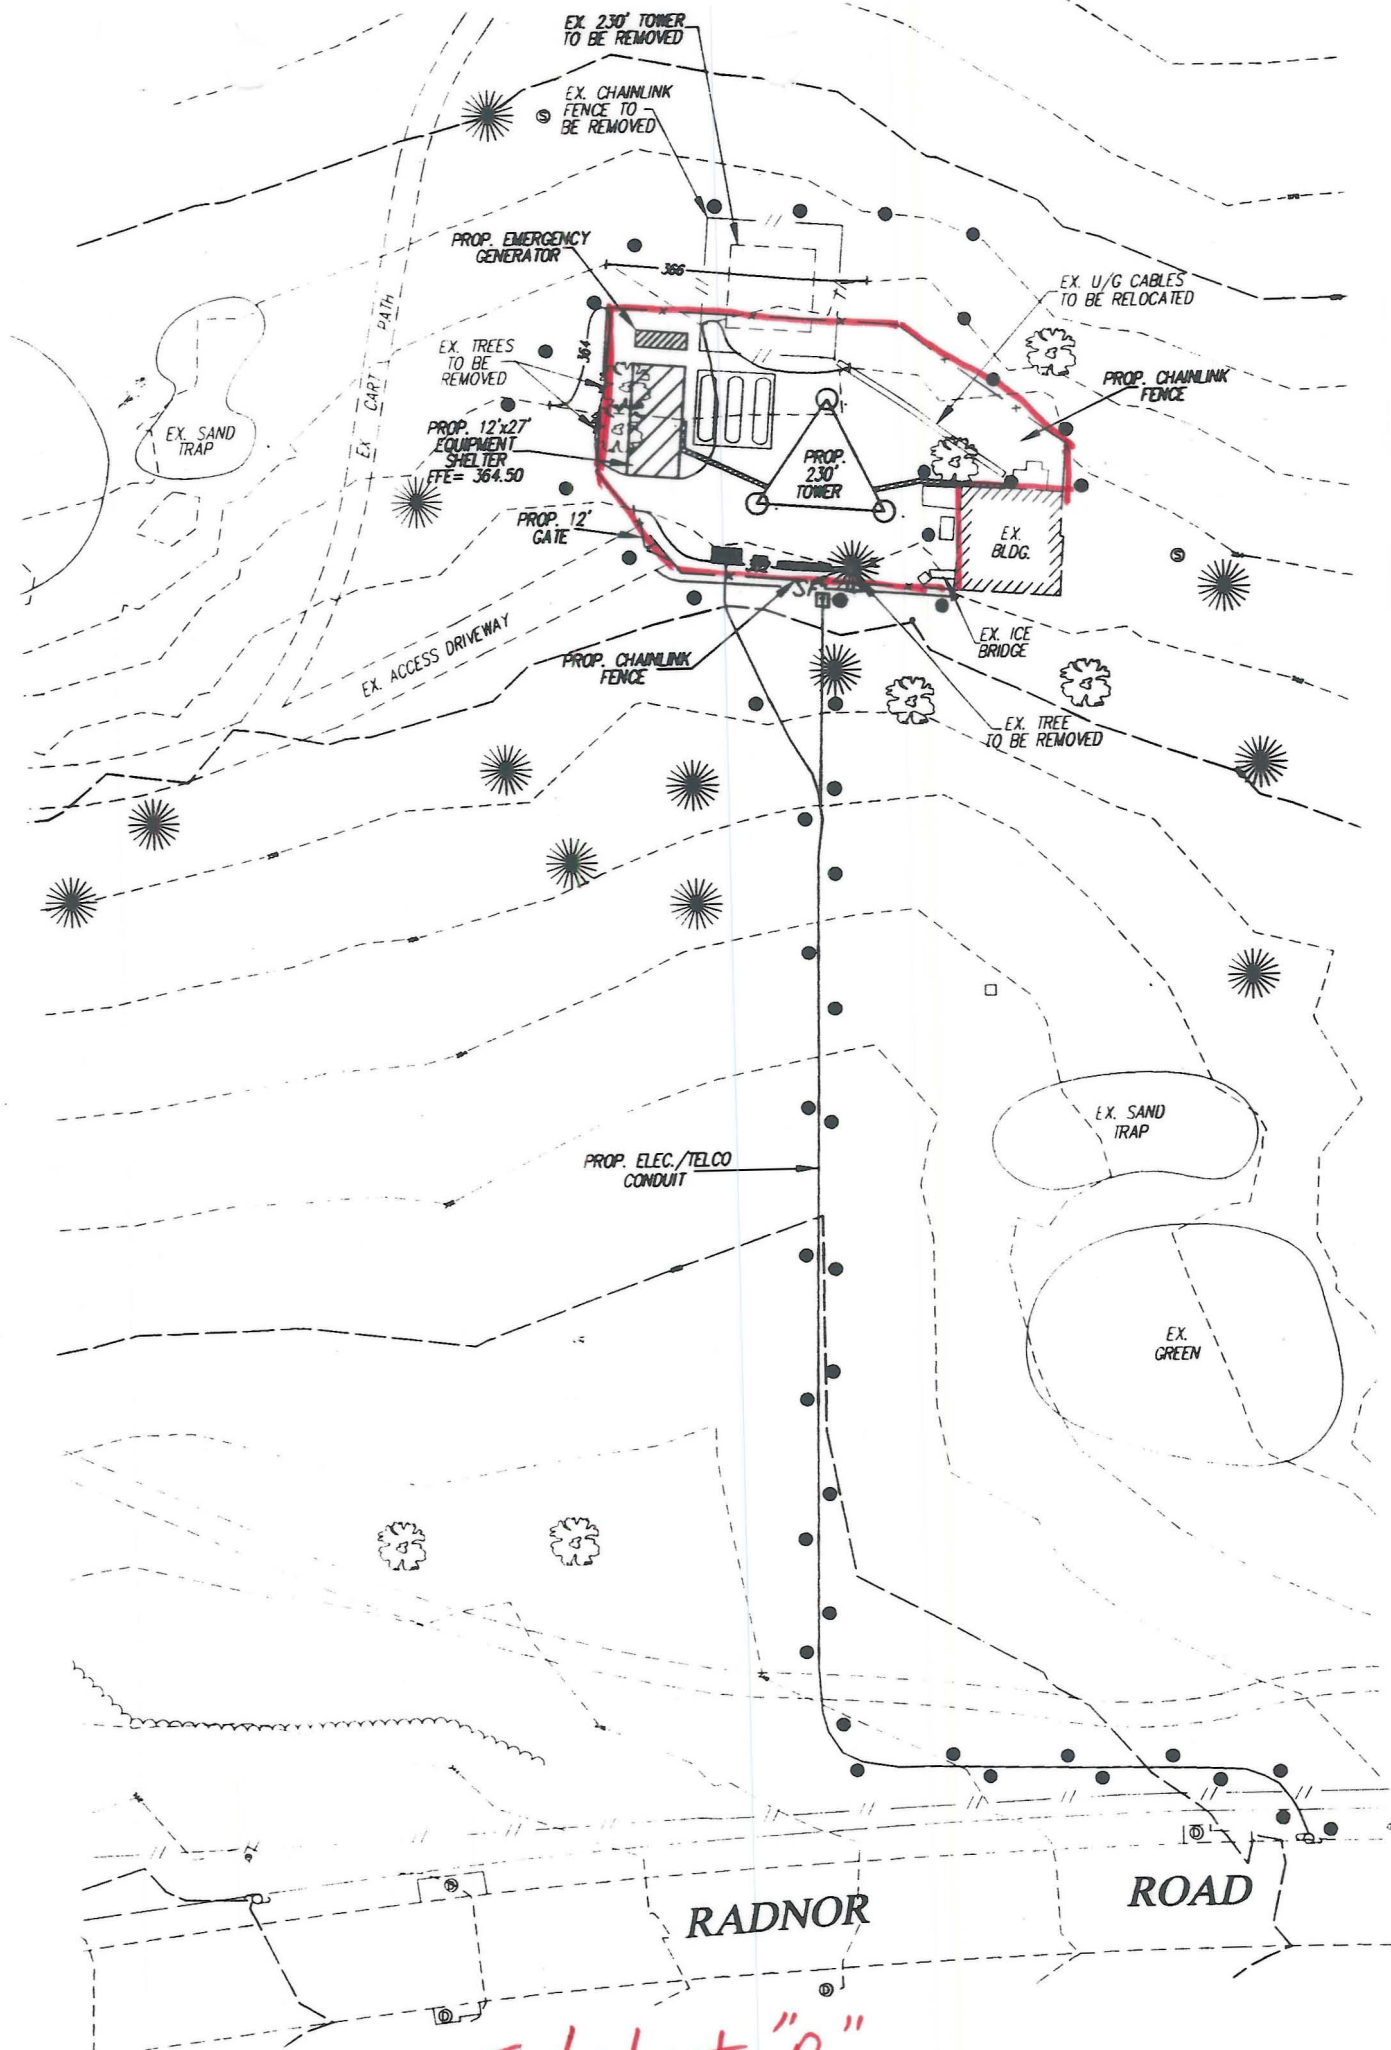 EX. 230' TOWER
TO BE REMOVED
EX. CHAINLINK
FENCE TO
BE REMOVED
S
PROP. EMERGENCY
GENERATOR
366
EX. U/G CABLES
TO BE RELOCATED
EX. CART PATH
EX. TREES
TO BE
REMOVED
364
PROP. CHAINLINK
FENCE
EX. SAND
TRAP
PROP. 12'x27'
EQUIPMENT
SHELTER
FFE= 364.50
PROP.
230'
TOWER
PROP. 12'
GATE
EX.
BLDG.
S
EX. ACCESS DRIVEWAY
T
EX. ICE
BRIDGE
PROP. CHAINLINK
FENCE
EX. TREE
TO BE REMOVED
EX. SAND
TRAP
PROP. ELEC./TELCO
CONDUIT
EX.
GREEN
D
D
RADNOR ROAD
D
D